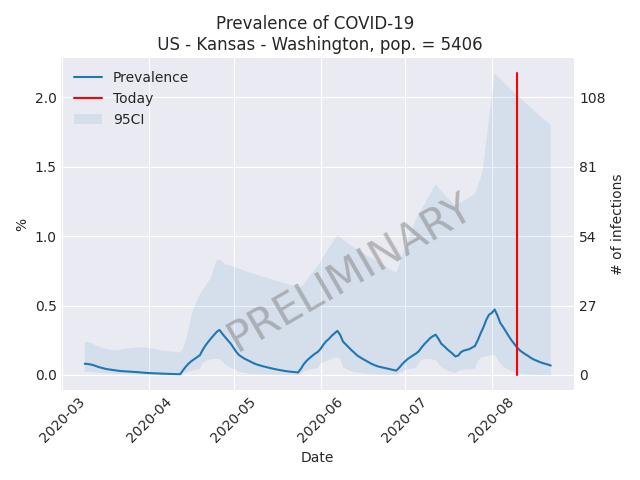 Prevalence of COVID-19
US - Kansas - Washington, pop. = 5406
Prevalence
Today
95CI
2.0
1.5
1.0
0.5
0.0
%
108
81
54
27
0
# of infections
PRELIMINARY
2020-03
2020-04
2020-05
2020-06
2020-07
2020-08
Date